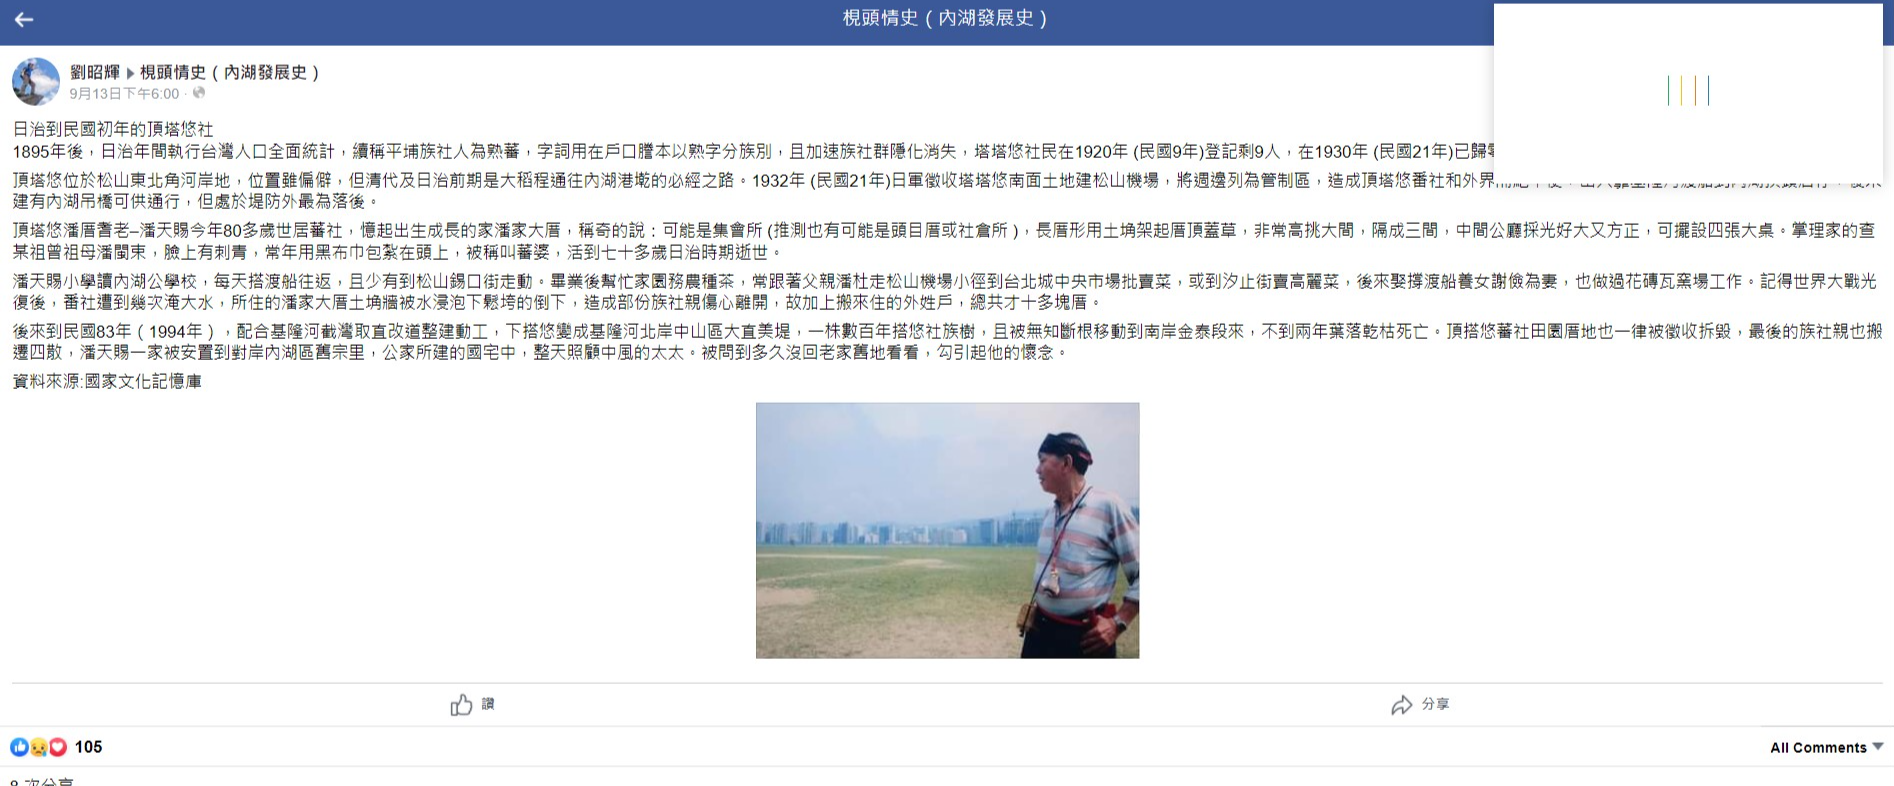 梘頭情史（內湖發展史）
劉昭輝 ▶ 梘頭情史（內湖發展史）
9月13日下午6:00 ·
日治到民國初年的頂塔悠社
1895年後，日治年間執行台灣人口全面統計，續稱平埔族社人為熟蕃，字詞用在戶口謄本以熟字分族別，且加速族社群隱化消失，塔塔悠社民在1920年 (民國9年)登記剩9人，在1930年 (民國21年)已歸
頂塔悠位於松山東北角河岸地，位置雖偏僻，但清代及日治前期是大稻程通往內湖港墘的必經之路。1932年 (民國21年)日軍徵收塔塔悠南面土地建松山機場，將週邊列為管制區，造成頂塔悠番社和外界
建有內湖吊橋可供通行，但處於堤防外最為落後。
頂塔悠潘厝耆老–潘天賜今年80多歲世居蕃社，憶起出生成長的家潘家大厝，稱奇的說：可能是集會所 (推測也有可能是頭目厝或社倉所 )，長厝形用土埆架起厝頂蓋草，非常高挑大間，隔成三間，中間公廳採光好大又方正，可擺設四張大桌。掌理家的查
某祖曾祖母潘閩東，臉上有刺青，常年用黑布巾包紮在頭上，被稱叫蕃婆，活到七十多歲日治時期逝世。
潘天賜小學讀內湖公學校，每天搭渡船往返，且少有到松山錫口街走動。畢業後幫忙家園務農種茶，常跟著父親潘杜走松山機場小徑到台北城中央市場批賣菜，或到汐止街賣高麗菜，後來娶撐渡船養女謝儉為妻，也做過花磚瓦窯場工作。記得世界大戰光
復後，番社遭到幾次淹大水，所住的潘家大厝土埆牆被水浸泡下鬆垮的倒下，造成部份族社親傷心離開，故加上搬來住的外姓戶，總共才十多塊厝。
後來到民國83年（1994年），配合基隆河截灣取直改道整建動工，下搭悠變成基隆河北岸中山區大直美堤，一株數百年搭悠社族樹，且被無知斷根移動到南岸金泰段來，不到兩年葉落乾枯死亡。頂搭悠蕃社田園厝地也一律被徵收拆毀，最後的族社親也搬
遷四散，潘天賜一家被安置到對岸內湖區舊宗里，公家所建的國宅中，整天照顧中風的太太。被問到多久沒回老家舊地看看，勾引起他的懷念。
資料來源:國家文化記憶庫
讚
分享
105
All Comments
8 次分享